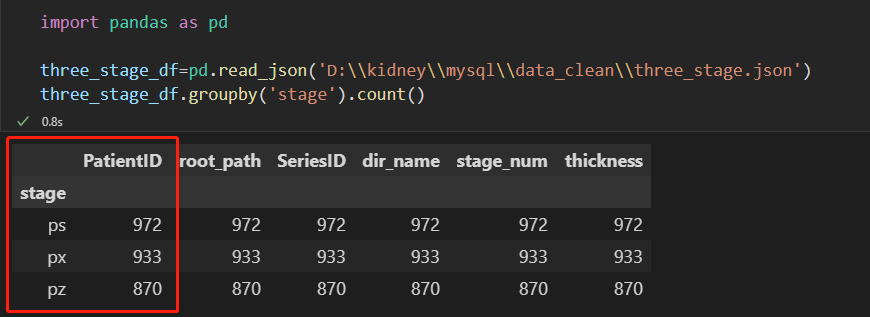 import pandas as pd
three_stage_df=pd.read_json('D:\\kidney\\mysql\\data_clean\\three_stage.json')
three_stage_df.groupby('stage').count()
0.8s
PatientID root_path SeriesID dir_name stage_num thickness
stage
ps 972 972 972 972 972 972
px 933 933 933 933 933 933
pz 870 870 870 870 870 870